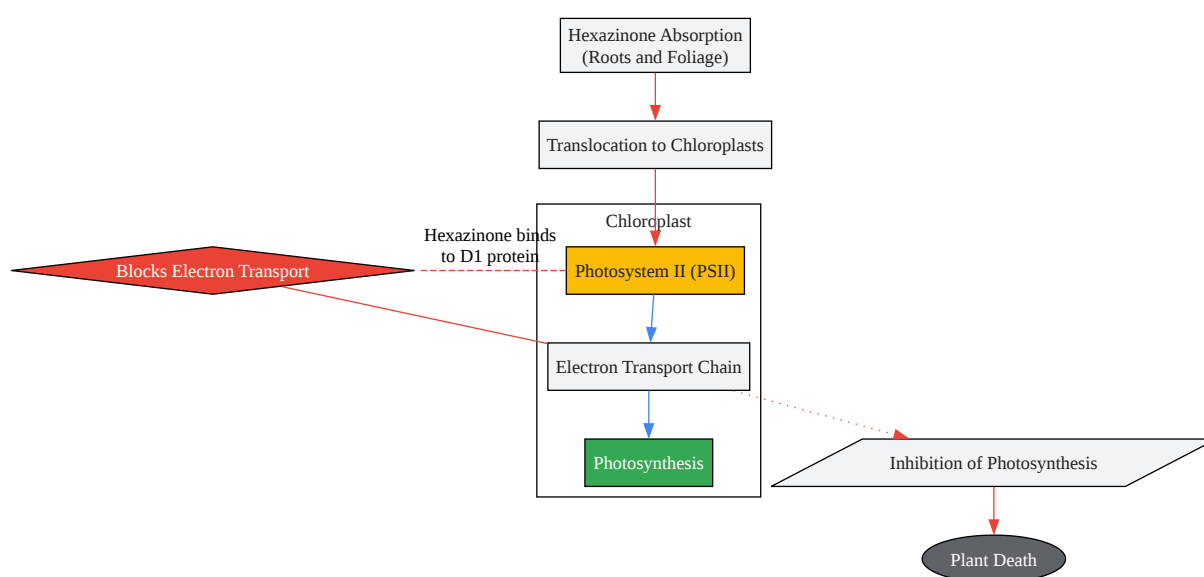 Hexazinone Absorption
(Roots and Foliage)
Translocation to Chloroplasts
Chloroplast
Hexazinone binds
to D1 protein
Blocks Electron Transport
Photosystem II (PSII)
Electron Transport Chain
Photosynthesis
Inhibition of Photosynthesis
Plant Death